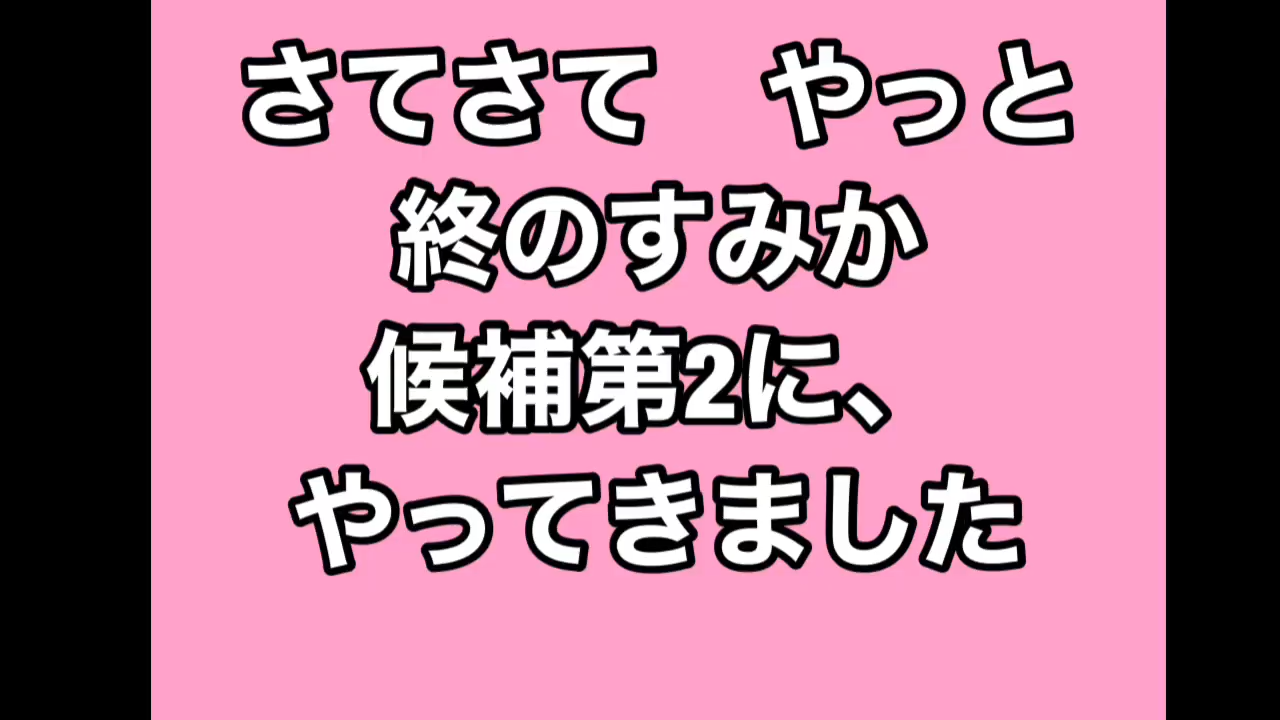 さてさて　やっと
終のすみか
候補第2に、
やってきました